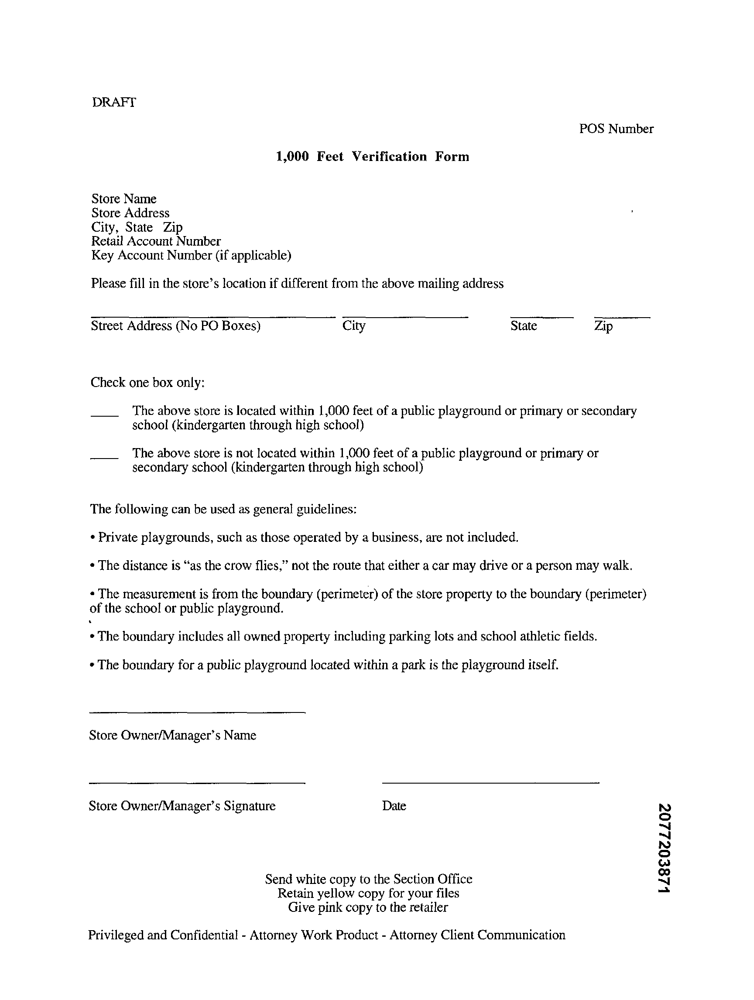 DRAFT
POS Number
1,000 Feet Verification Form
Store Name
Store Address
City, State Zip
Retail Account Number
Key Account Number (if applicable)
Please fill in the store's location if different from the above mailing address
Street Address (No PO Boxes) City State Zip
Check one box only:
____ The above store is located within 1,000 feet of a public playground or primary or secondary
school (kindergarten through high school)
____ The above store is not located within 1,000 feet of a public playground or primary or
secondary school (kindergarten through high school)
The following can be used as general guidelines:
• Private playgrounds, such as those operated by a business, are not included.
• The distance is “as the crow flies,” not the route that either a car may drive or a person may walk.
• The measurement is from the boundary (perimeter) of the store property to the boundary (perimeter)
of the school or public playground.
• The boundary includes all owned property including parking lots and school athletic fields.
• The boundary for a public playground located within a park is the playground itself.
Store Owner/Manager's Name
Store Owner/Manager's Signature Date
2077203871
Send white copy to the Section Office
Retain yellow copy for your files
Give pink copy to the retailer
Privileged and Confidential - Attorney Work Product - Attorney Client Communication